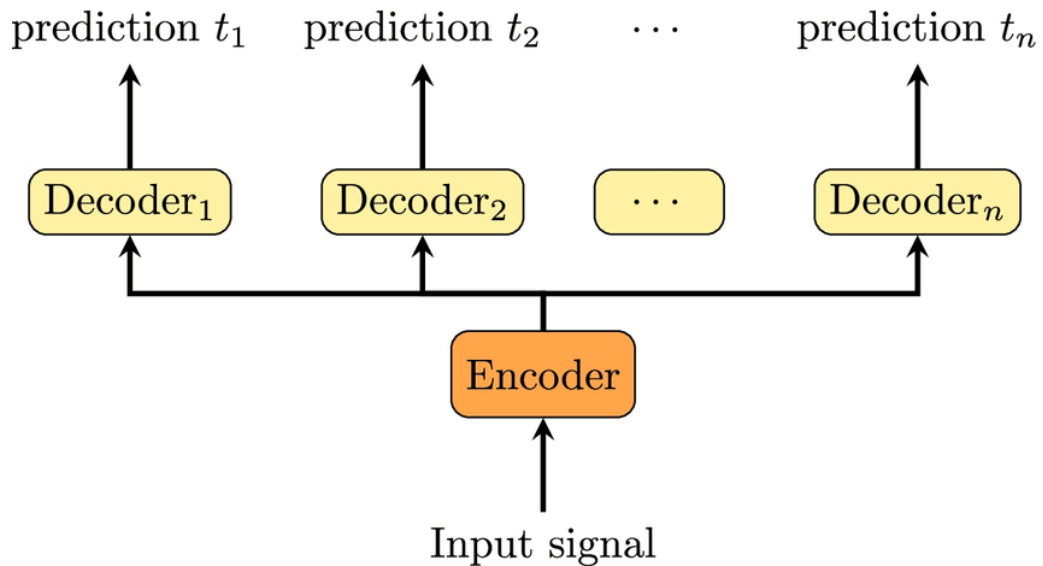 prediction t₁ prediction t₂ ⋯ prediction tₙ
Decoder₁ Decoder₂ ⋯ Decoderₙ
Encoder
Input signal